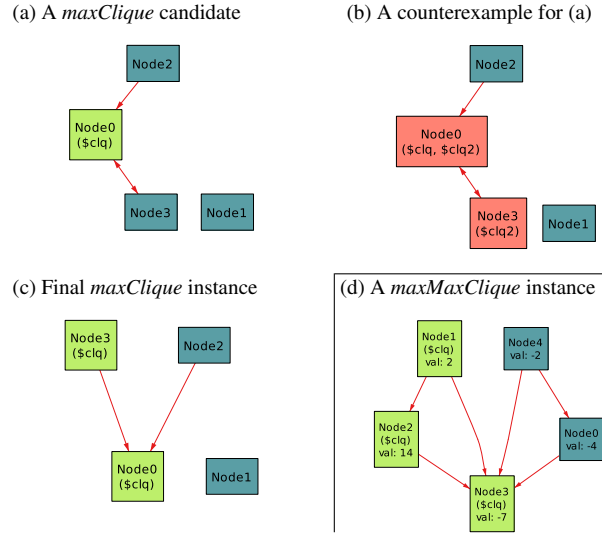 (a) A maxClique candidate
Node2
Node0
($clq)
Node3
Node1
(b) A counterexample for (a)
Node2
Node0
($clq, $clq2)
Node3
($clq2)
Node1
(c) Final maxClique instance
Node3
($clq)
Node2
Node0
($clq)
Node1
(d) A maxMaxClique instance
Node1
($clq)
val: 2
Node4
val: -2
Node2
($clq)
val: 14
Node0
val: -4
Node3
($clq)
val: -7